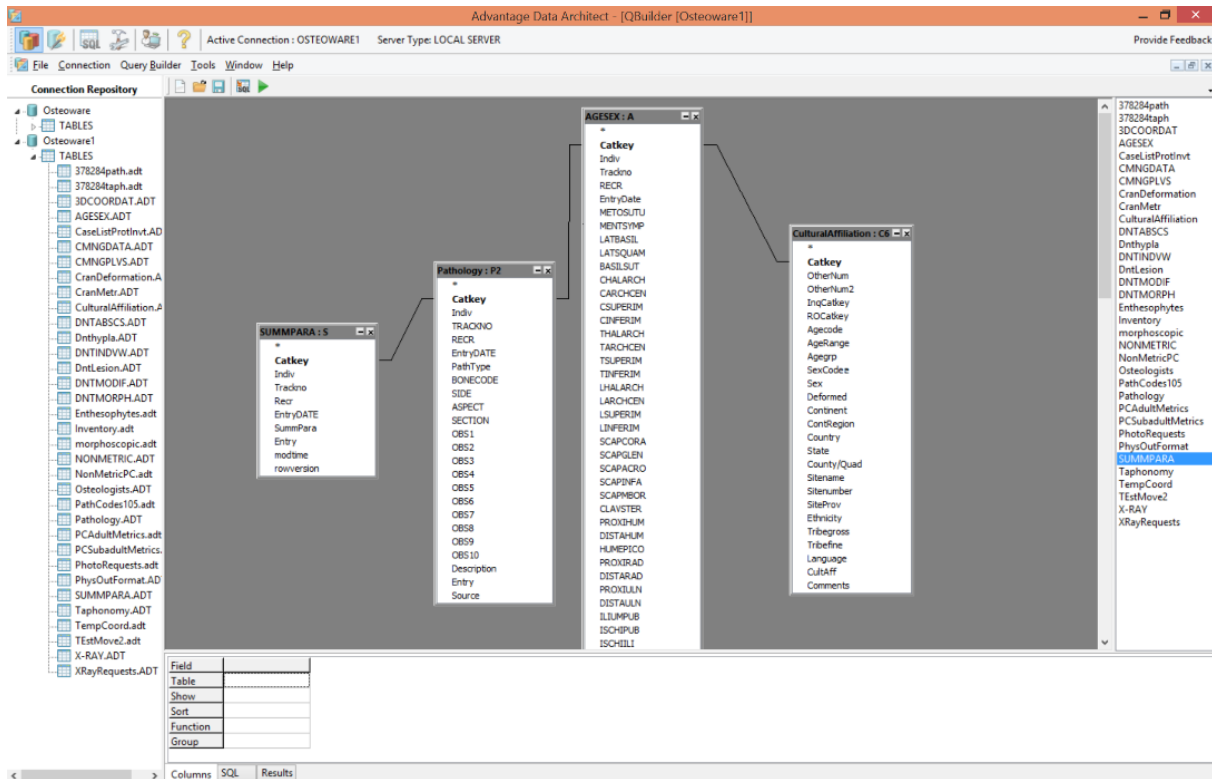 Advantage Data Architect - [QBuilder [Osteoware1]]
Active Connection : OSTEOWARE1 Server Type: LOCAL SERVER
Provide Feedback
File Connection Query Builder Tools Window Help
Connection Repository
Osteoware
TABLES
Osteoware1
TABLES
378284path.adt
378284taph.adt
3DCOORDAT.ADT
AGESEX.ADT
CaseListProtInvt.AD
CMNGDATA.ADT
CMNGPLVS.ADT
CranDeformation.A
CranMetr.ADT
CulturalAffiliation.A
DNTABSCS.ADT
Dnthypla.ADT
DNTINDVW.ADT
DntLesion.ADT
DNTMODIF.ADT
DNTMORPH.ADT
Enthesophytes.adt
Inventory.adt
morphoscopic.adt
NONMETRIC.ADT
NonMetricPC.adt
Osteologists.ADT
PathCodes105.adt
Pathology.ADT
PCAdultMetrics.adt
PCSubadultMetrics.
PhotoRequests.adt
PhysOutFormat.AD
SUMMPARA.ADT
Taphonomy.ADT
TempCoord.adt
TEstMove2.adt
X-RAY.ADT
XRayRequests.ADT
SUMMPARA : S
*
Catkey
Indiv
Trackno
Recr
EntryDATE
SummPara
Entry
modtime
rowversion
Pathology : P2
*
Catkey
Indiv
TRACKNO
RECR
EntryDATE
PathType
BONECODE
SIDE
ASPECT
SECTION
OBS1
OBS2
OBS3
OBS4
OBS5
OBS6
OBS7
OBS8
OBS9
OBS10
Description
Entry
Source
AGESEX : A
*
Catkey
Indiv
Trackno
RECR
EntryDate
METOSUTU
MENTSYMP
LATBASIL
LATSQUAM
BASILSUT
CHALARCH
CARCHCEN
CSUPERIM
CINFERIM
THALARCH
TARCHCEN
TSUPERIM
TINFERIM
LHALARCH
LARCHCEN
LSUPERIM
LINFERIM
SCAPCORA
SCAPGLEN
SCAPACRO
SCAPINFA
SCAPMBOR
CLAVSTER
PROXIHUM
DISTAHUM
HUMEPICO
PROXIRAD
DISTARAD
PROXIULN
DISTAULN
ILIUMPUB
ISCHIPUB
ISCHIILI
CulturalAffiliation : C6
*
Catkey
OtherNum
OtherNum2
InqCatkey
ROCatkey
Agecode
AgeRange
Agegrp
SexCodee
Sex
Deformed
Continent
ContRegion
Country
State
County/Quad
Sitename
Sitenumber
SiteProv
Ethnicity
Tribegross
Tribefine
Language
CultAff
Comments
378284path
378284taph
3DCOORDAT
AGESEX
CaseListProtInvt
CMNGDATA
CMNGPLVS
CranDeformation
CranMetr
CulturalAffiliation
DNTABSCS
Dnthypla
DNTINDVW
DntLesion
DNTMODIF
DNTMORPH
Enthesophytes
Inventory
morphoscopic
NONMETRIC
NonMetricPC
Osteologists
PathCodes105
Pathology
PCAdultMetrics
PCSubadultMetrics
PhotoRequests
PhysOutFormat
SUMMPARA
Taphonomy
TempCoord
TEstMove2
X-RAY
XRayRequests
Field
Table
Show
Sort
Function
Group
Columns SQL Results